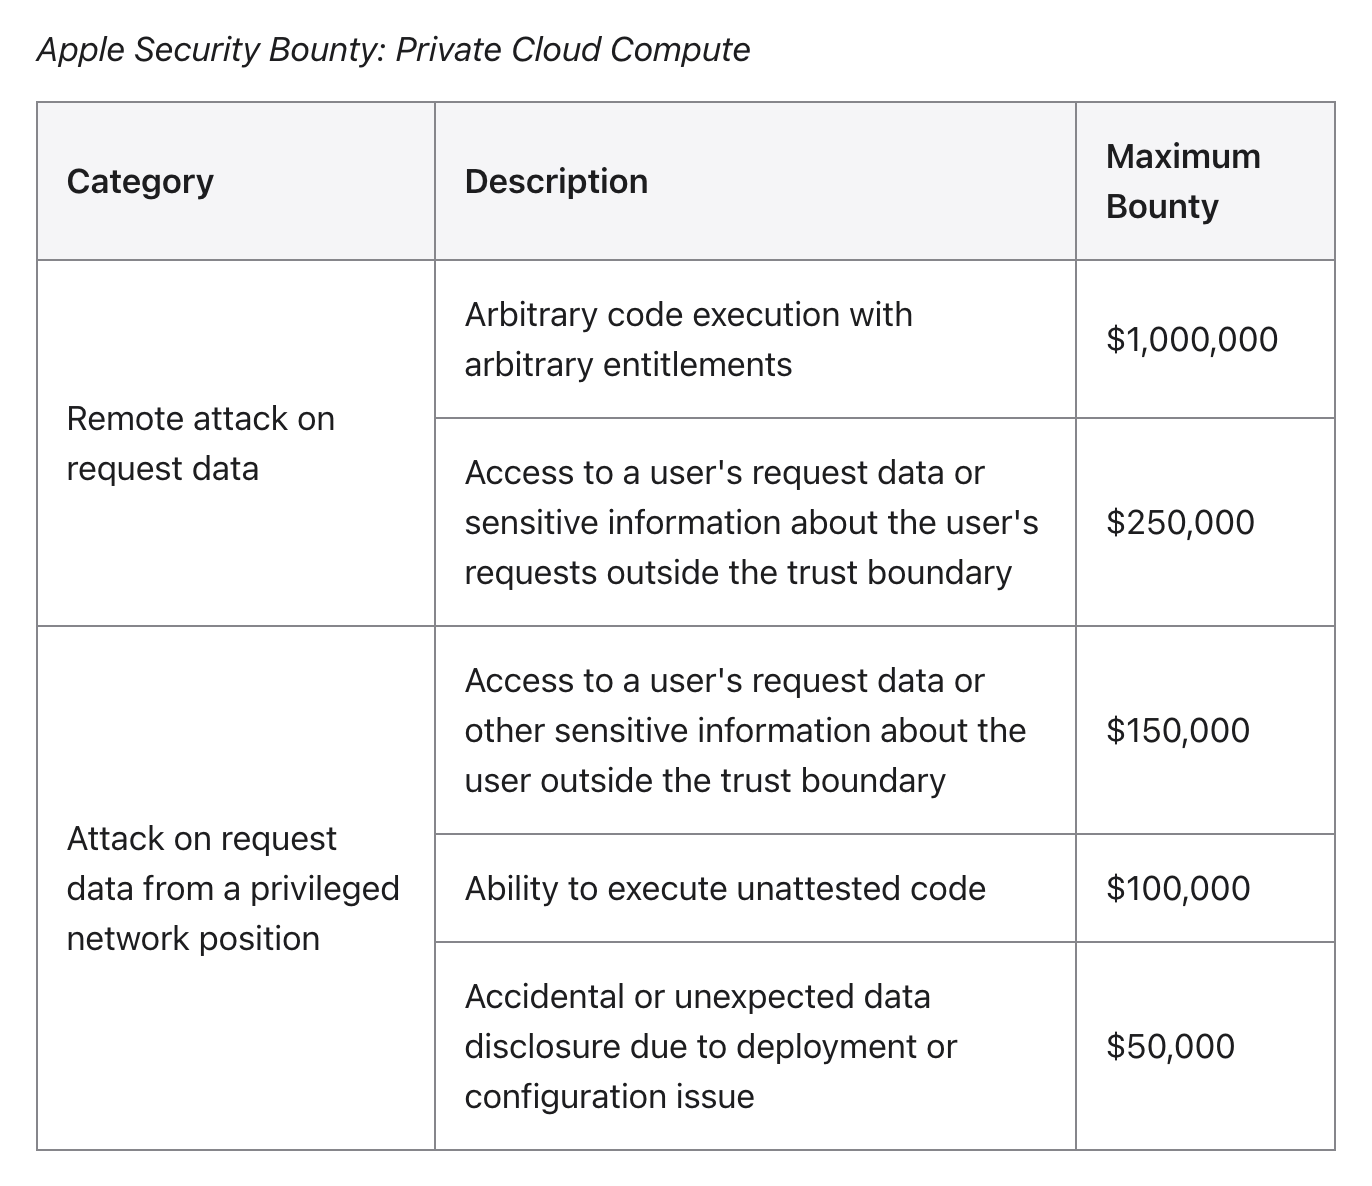 Apple Security Bounty: Private Cloud Compute
Category
Description
Maximum
Bounty
Remote attack on
request data
Arbitrary code execution with
arbitrary entitlements
$1,000,000
Access to a user's request data or
sensitive information about the user's
requests outside the trust boundary
$250,000
Attack on request
data from a privileged
network position
Access to a user's request data or
other sensitive information about the
user outside the trust boundary
$150,000
Ability to execute unattested code
$100,000
Accidental or unexpected data
disclosure due to deployment or
configuration issue
$50,000